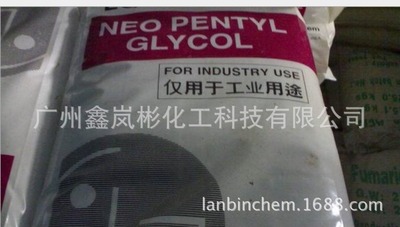 NEO PENTYL
GLYCOL
FOR INDUSTRY USE
仅用于工业用途
广州鑫岚彬化工科技有限公司
Fumaric
lanbinchem.1688.com